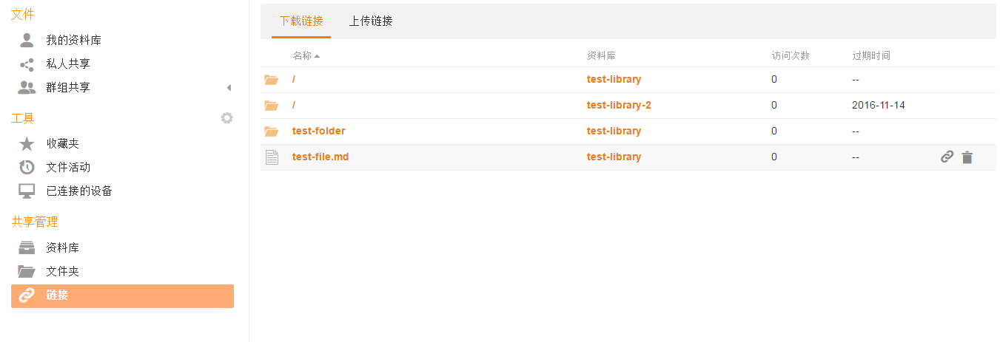 文件
我的资料库
私人共享
群组共享
工具
收藏夹
文件活动
已连接的设备
共享管理
资料库
文件夹
链接
下载链接 上传链接
名称 资料库 访问次数 过期时间
/ test-library 0 --
/ test-library-2 0 2016-11-14
test-folder test-library 0 --
test-file.md test-library 0 --